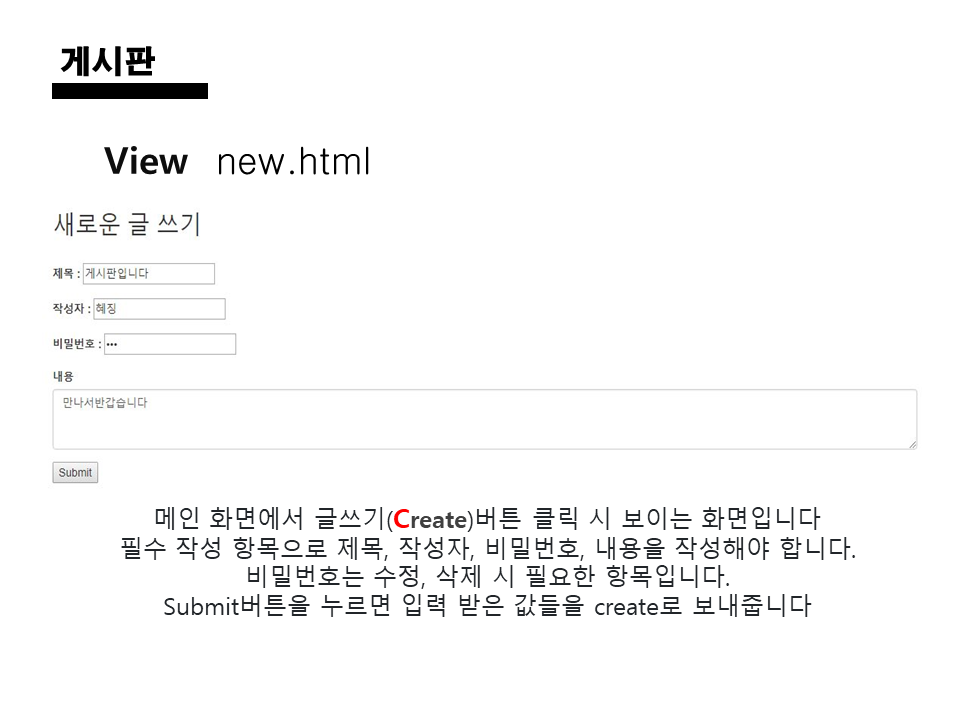 게시판
View new.html
새로운 글 쓰기
제목 : 게시판입니다
작성자 : 혜징
비밀번호 : •••
내용
만나서반갑습니다
Submit
메인 화면에서 글쓰기(Create)버튼 클릭 시 보이는 화면입니다
필수 작성 항목으로 제목, 작성자, 비밀번호, 내용을 작성해야 합니다.
비밀번호는 수정, 삭제 시 필요한 항목입니다.
Submit버튼을 누르면 입력 받은 값들을 create로 보내줍니다